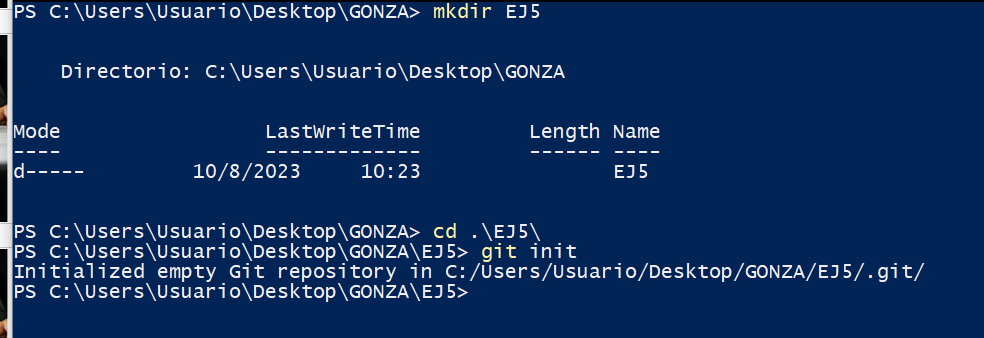 PS C:\Users\Usuario\Desktop\GONZA> mkdir EJ5
Directorio: C:\Users\Usuario\Desktop\GONZA
Mode                 LastWriteTime         Length Name
----                 -------------         ------ ----
d-----         10/8/2023     10:23                EJ5
PS C:\Users\Usuario\Desktop\GONZA> cd .\EJ5\
PS C:\Users\Usuario\Desktop\GONZA\EJ5> git init
Initialized empty Git repository in C:/Users/Usuario/Desktop/GONZA/EJ5/.git/
PS C:\Users\Usuario\Desktop\GONZA\EJ5>